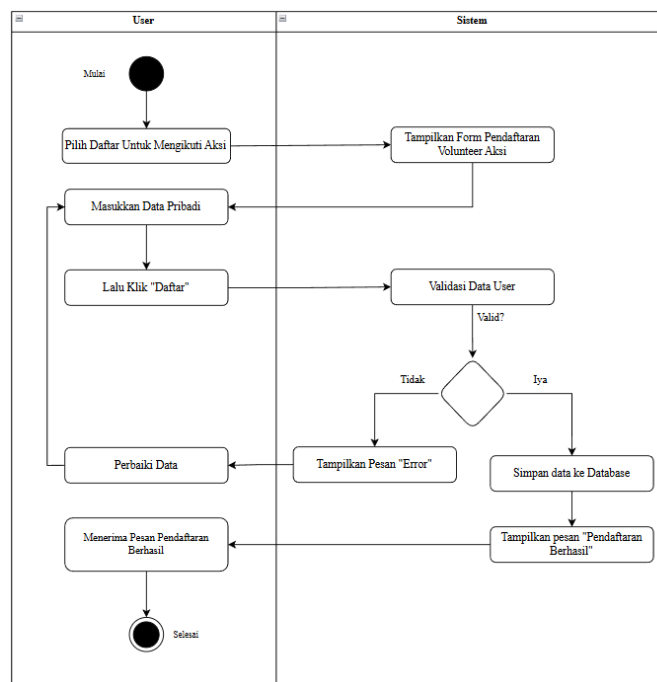 User
Sistem
Mulai
Pilih Daftar Untuk Mengikuti Aksi
Tampilkan Form Pendaftaran
Volunteer Aksi
Masukkan Data Pribadi
Lalu Klik "Daftar"
Validasi Data User
Valid?
Tidak
Iya
Perbaiki Data
Tampilkan Pesan "Error"
Simpan data ke Database
Menerima Pesan Pendaftaran
Berhasil
Tampilkan pesan "Pendaftaran
Berhasil"
Selesai